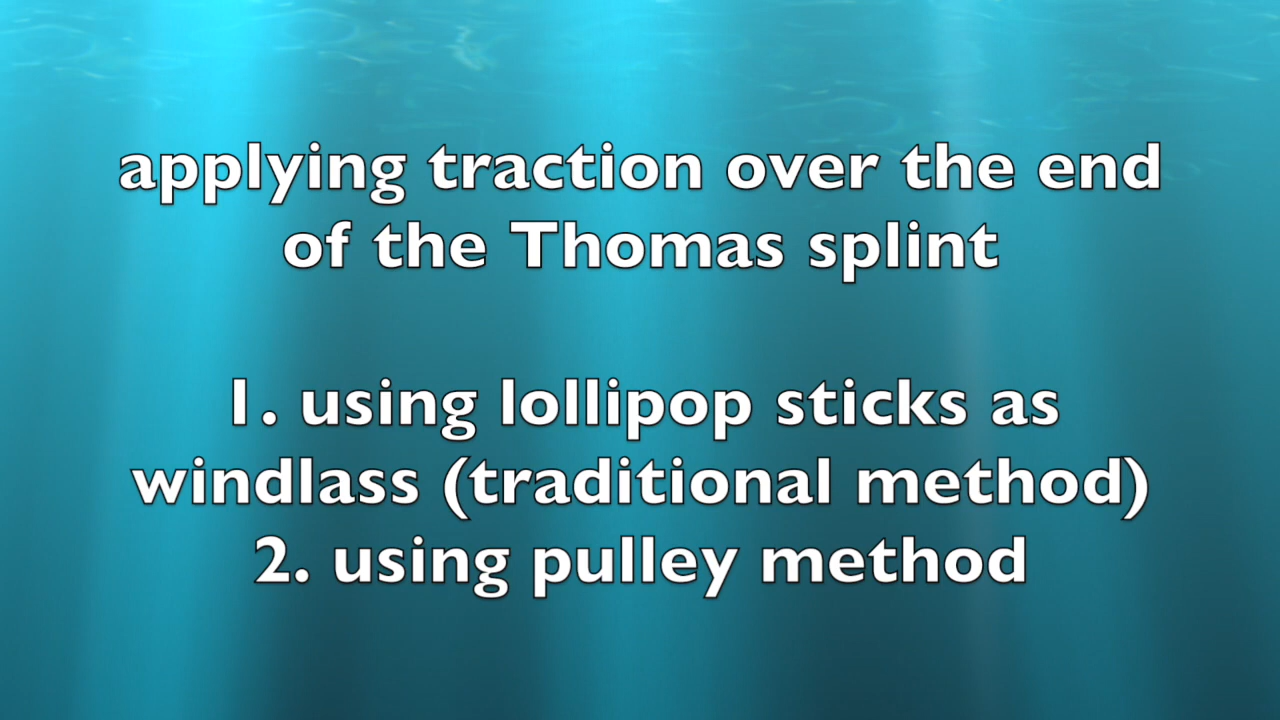 applying traction over the end
of the Thomas splint
1. using lollipop sticks as
windlass (traditional method)
2. using pulley method